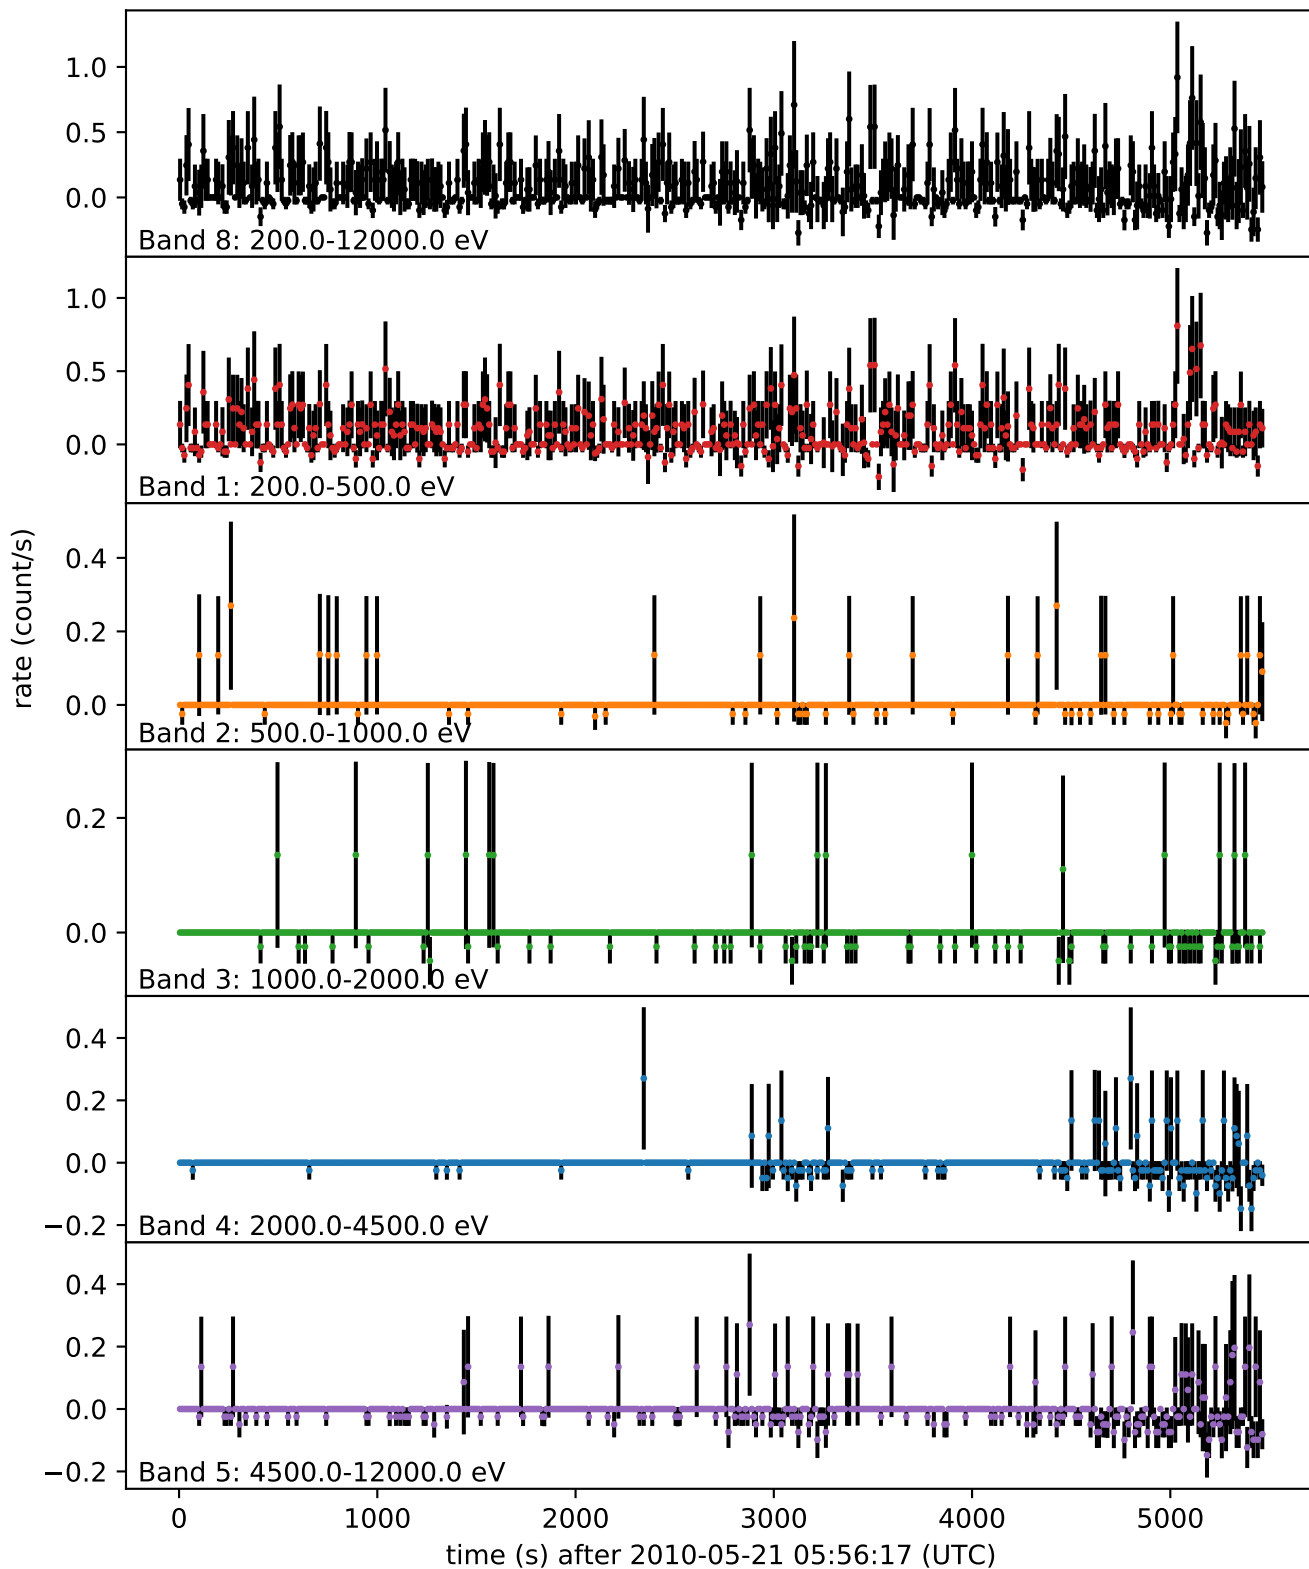 1.0
0.5
0.0
Band 8: 200.0-12000.0 eV
1.0
0.5
0.0
Band 1: 200.0-500.0 eV
rate (count/s)
0.4
0.2
0.0
Band 2: 500.0-1000.0 eV
0.2
0.0
Band 3: 1000.0-2000.0 eV
0.4
0.2
0.0
−0.2
Band 4: 2000.0-4500.0 eV
0.4
0.2
0.0
−0.2
Band 5: 4500.0-12000.0 eV
0 1000 2000 3000 4000 5000
time (s) after 2010-05-21 05:56:17 (UTC)